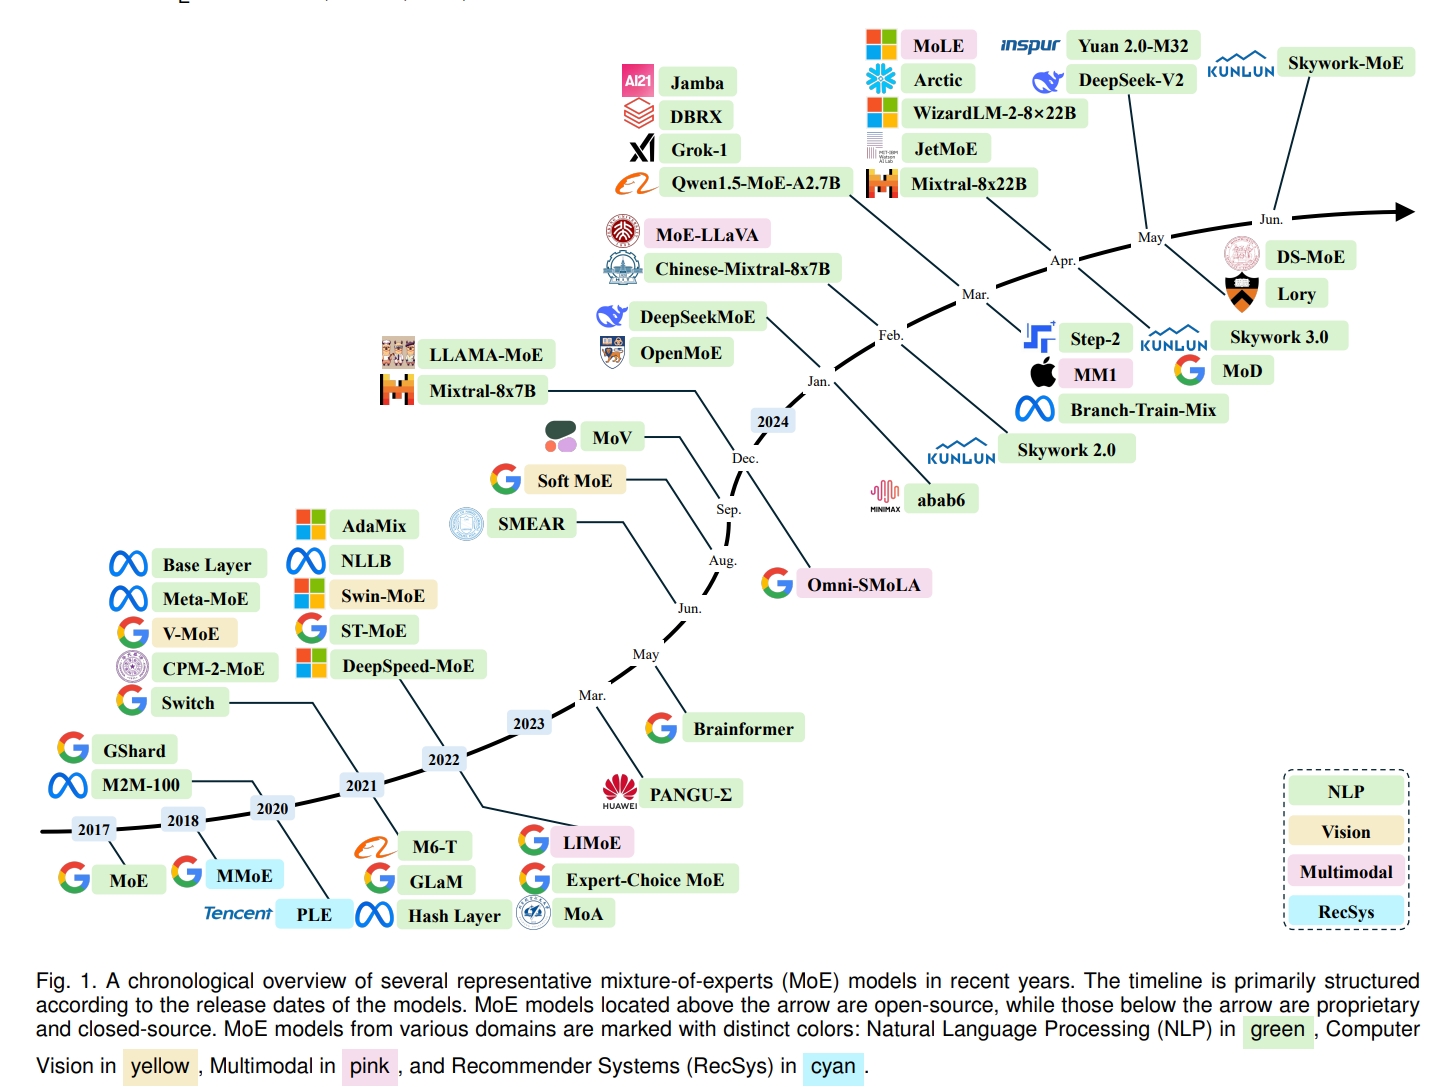 MoLE
inspur
Yuan 2.0-M32
KUNLUN
Skywork-MoE
AI21
Jamba
Arctic
DeepSeek-V2
DBRX
WizardLM-2-8×22B
Grok-1
MIT-IBM
Watson
AI Lab
JetMoE
Qwen1.5-MoE-A2.7B
Mixtral-8x22B
MoE-LLaVA
Chinese-Mixtral-8x7B
DeepSeekMoE
OpenMoE
LLAMA-MoE
Mixtral-8x7B
MoV
Soft MoE
SMEAR
Jun.
May
Apr.
Mar.
Feb.
Jan.
2024
Dec.
Sep.
Aug.
Jun.
May
Mar.
2023
2022
2021
2020
2018
2017
DS-MoE
Lory
Step-2
KUNLUN
Skywork 3.0
MM1
MoD
Branch-Train-Mix
KUNLUN
Skywork 2.0
MINIMAX
abab6
Omni-SMoLA
AdaMix
Base Layer
NLLB
Meta-MoE
Swin-MoE
V-MoE
ST-MoE
CPM-2-MoE
DeepSpeed-MoE
Switch
GShard
M2M-100
Brainformer
HUAWEI
PANGU-Σ
MoE
MMoE
Tencent
PLE
M6-T
GLaM
Hash Layer
LIMoE
Expert-Choice MoE
MoA
NLP
Vision
Multimodal
RecSys
Fig. 1. A chronological overview of several representative mixture-of-experts (MoE) models in recent years. The timeline is primarily structured
according to the release dates of the models. MoE models located above the arrow are open-source, while those below the arrow are proprietary
and closed-source. MoE models from various domains are marked with distinct colors: Natural Language Processing (NLP) in green , Computer
Vision in yellow , Multimodal in pink , and Recommender Systems (RecSys) in cyan .